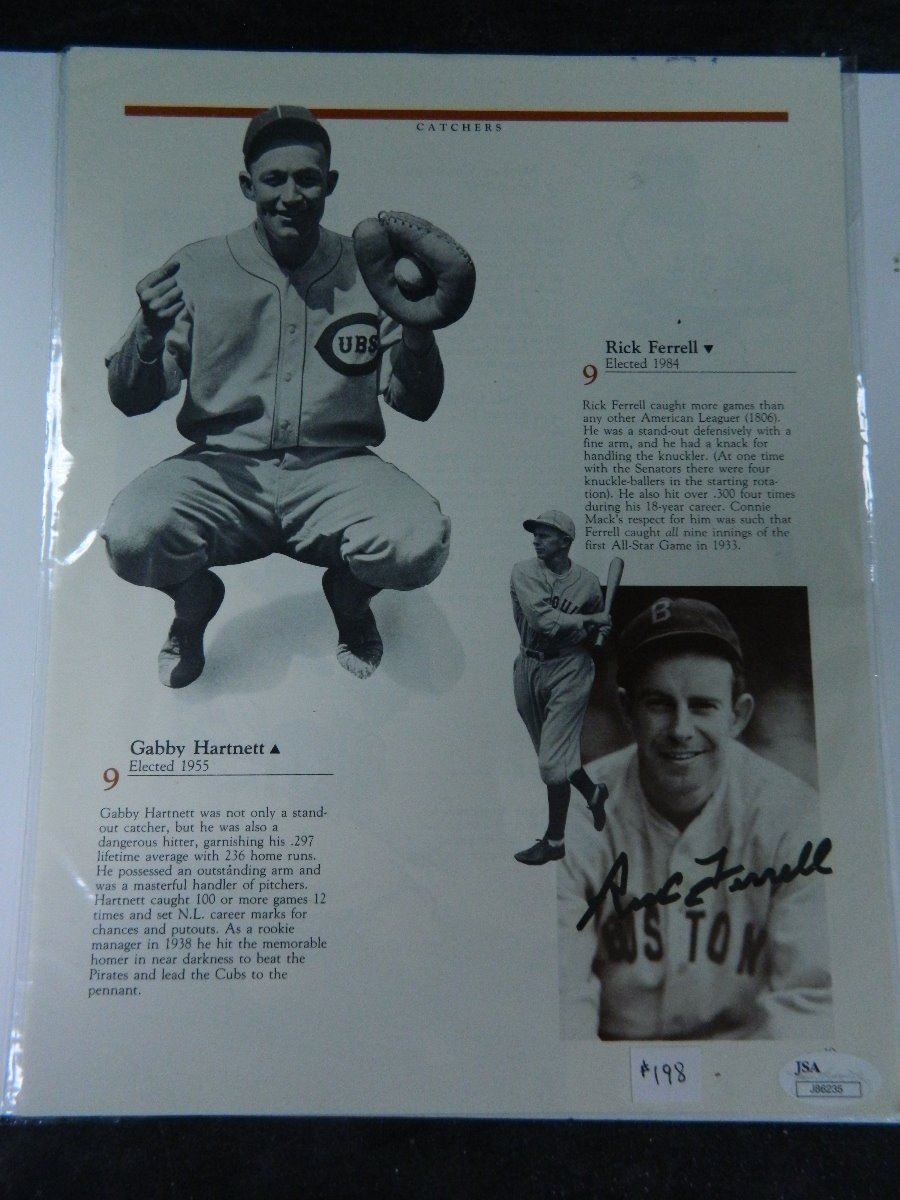 CATCHERS
UBS
Rick Ferrell ▼
9
Elected 1984
Rick Ferrell caught more games than
any other American Leaguer (1806).
He was a stand-out defensively with a
fine arm, and he had a knack for
handling the knuckler. (At one time
with the Senators there were four
knuckle-ballers in the starting rota-
tion). He also hit over .300 four times
during his 18-year career. Connie
Mack's respect for him was such that
Ferrell caught all nine innings of the
first All-Star Game in 1933.
B
Rick Ferrell
BOSTON
Gabby Hartnett ▲
9
Elected 1955
Gabby Hartnett was not only a stand-
out catcher, but he was also a
dangerous hitter, garnishing his .297
lifetime average with 236 home runs.
He possessed an outstanding arm and
was a masterful handler of pitchers.
Hartnett caught 100 or more games 12
times and set N.L. career marks for
chances and putouts. As a rookie
manager in 1938 he hit the memorable
homer in near darkness to beat the
Pirates and lead the Cubs to the
pennant.
$198
JSA
J86235